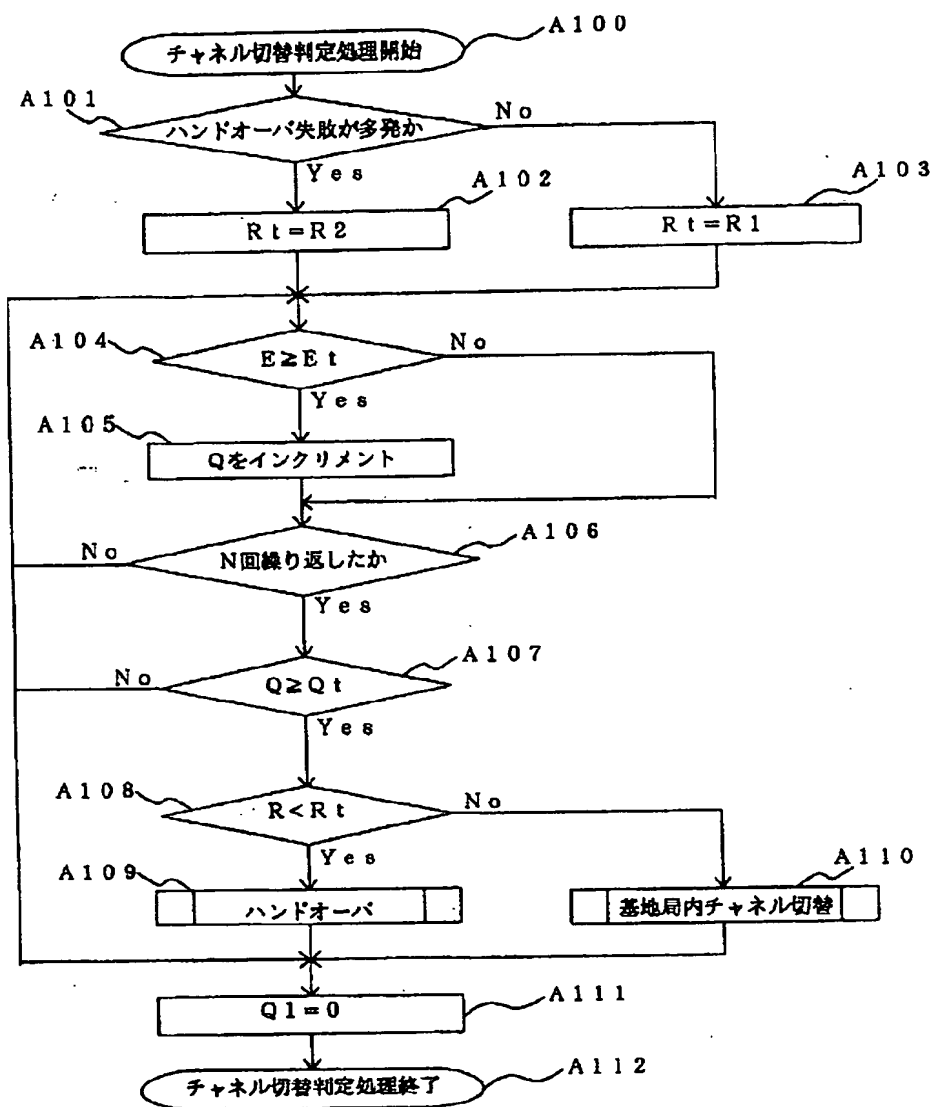 A100
チャネル切替判定処理開始
A101
ハンドオーバ失敗が多発か
No
Yes
A102
Rt=R2
A103
Rt=R1
A104
E≥Et
No
Yes
A105
Qをインクリメント
A106
N回繰り返したか
No
Yes
A107
Q≥Qt
No
Yes
A108
R<Rt
No
Yes
A109
ハンドオーバ
A110
基地局内チャネル切替
A111
Q1=0
A112
チャネル切替判定処理終了